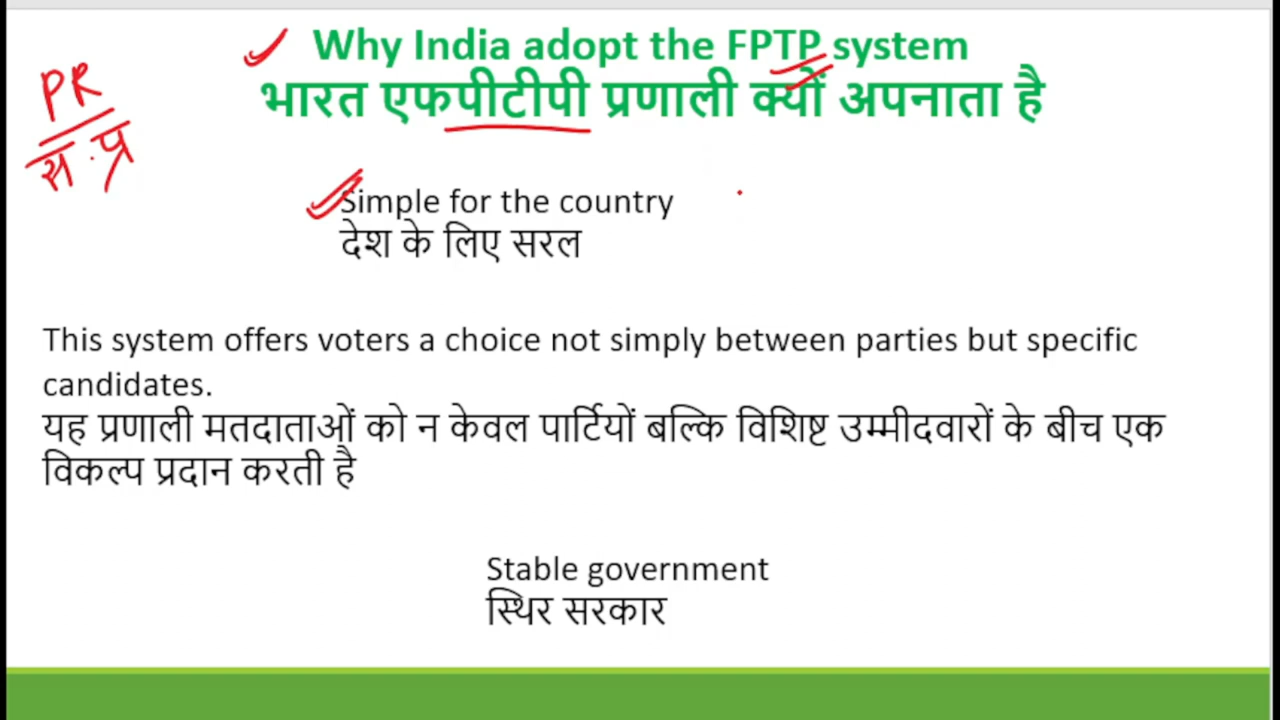 Why India adopt the FPTP system
भारत एफपीटीपी प्रणाली क्यों अपनाता है
PR
स.प्र
Simple for the country
देश के लिए सरल
This system offers voters a choice not simply between parties but specific
candidates.
यह प्रणाली मतदाताओं को न केवल पार्टियों बल्कि विशिष्ट उम्मीदवारों के बीच एक
विकल्प प्रदान करती है
Stable government
स्थिर सरकार